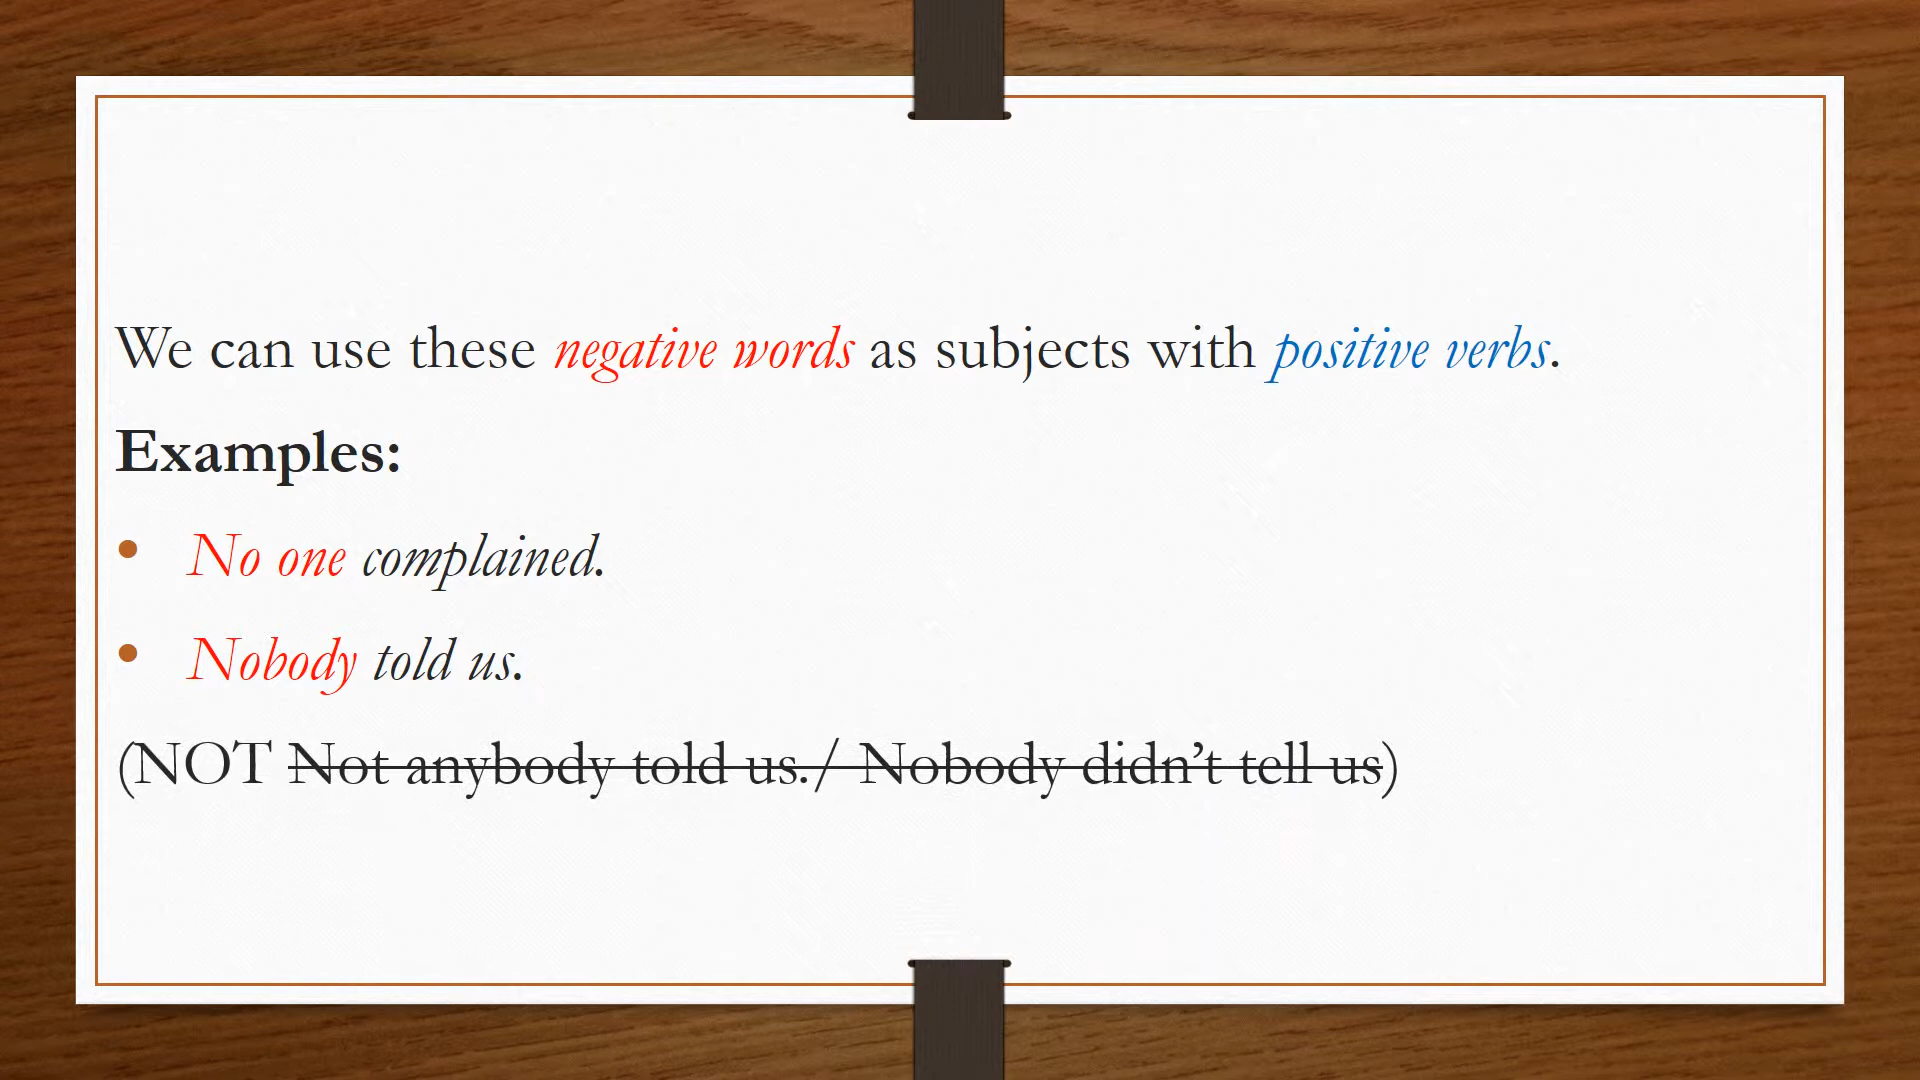 We can use these negative words as subjects with positive verbs.
Examples:
• No one complained.
• Nobody told us.
(NOT Not anybody told us./ Nobody didn’t tell us)